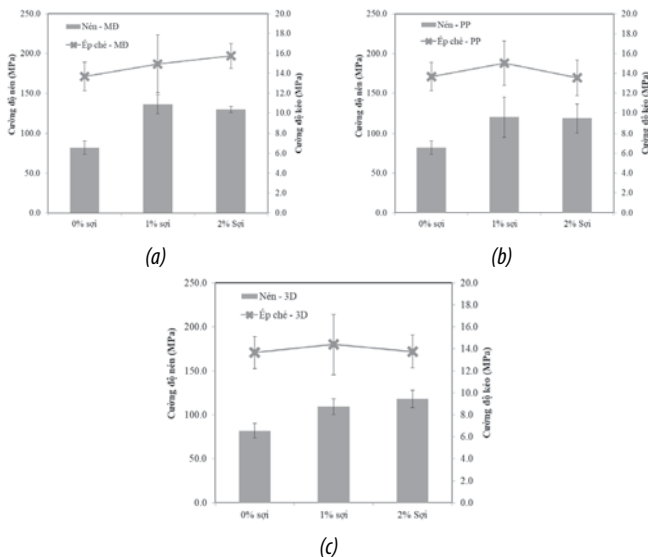 Nén - MĐ
Ép chẻ - MĐ
Cường độ nén (MPa)
250.0
200.0
150.0
100.0
50.0
0.0
20.0
18.0
16.0
14.0
12.0
10.0
8.0
6.0
4.0
2.0
0.0
Cường độ kéo (MPa)
0% sợi
1% sợi
2% Sợi
(a)
Nén - PP
Ép chẻ - PP
Cường độ nén (MPa)
250.0
200.0
150.0
100.0
50.0
0.0
20.0
18.0
16.0
14.0
12.0
10.0
8.0
6.0
4.0
2.0
0.0
Cường độ kéo (MPa)
0% sợi
1% sợi
2% Sợi
(b)
Nén - 3D
Ép chẻ - 3D
Cường độ nén (MPa)
250.0
200.0
150.0
100.0
50.0
0.0
20.0
18.0
16.0
14.0
12.0
10.0
8.0
6.0
4.0
2.0
0.0
Cường độ kéo (MPa)
0% sợi
1% sợi
2% Sợi
(c)